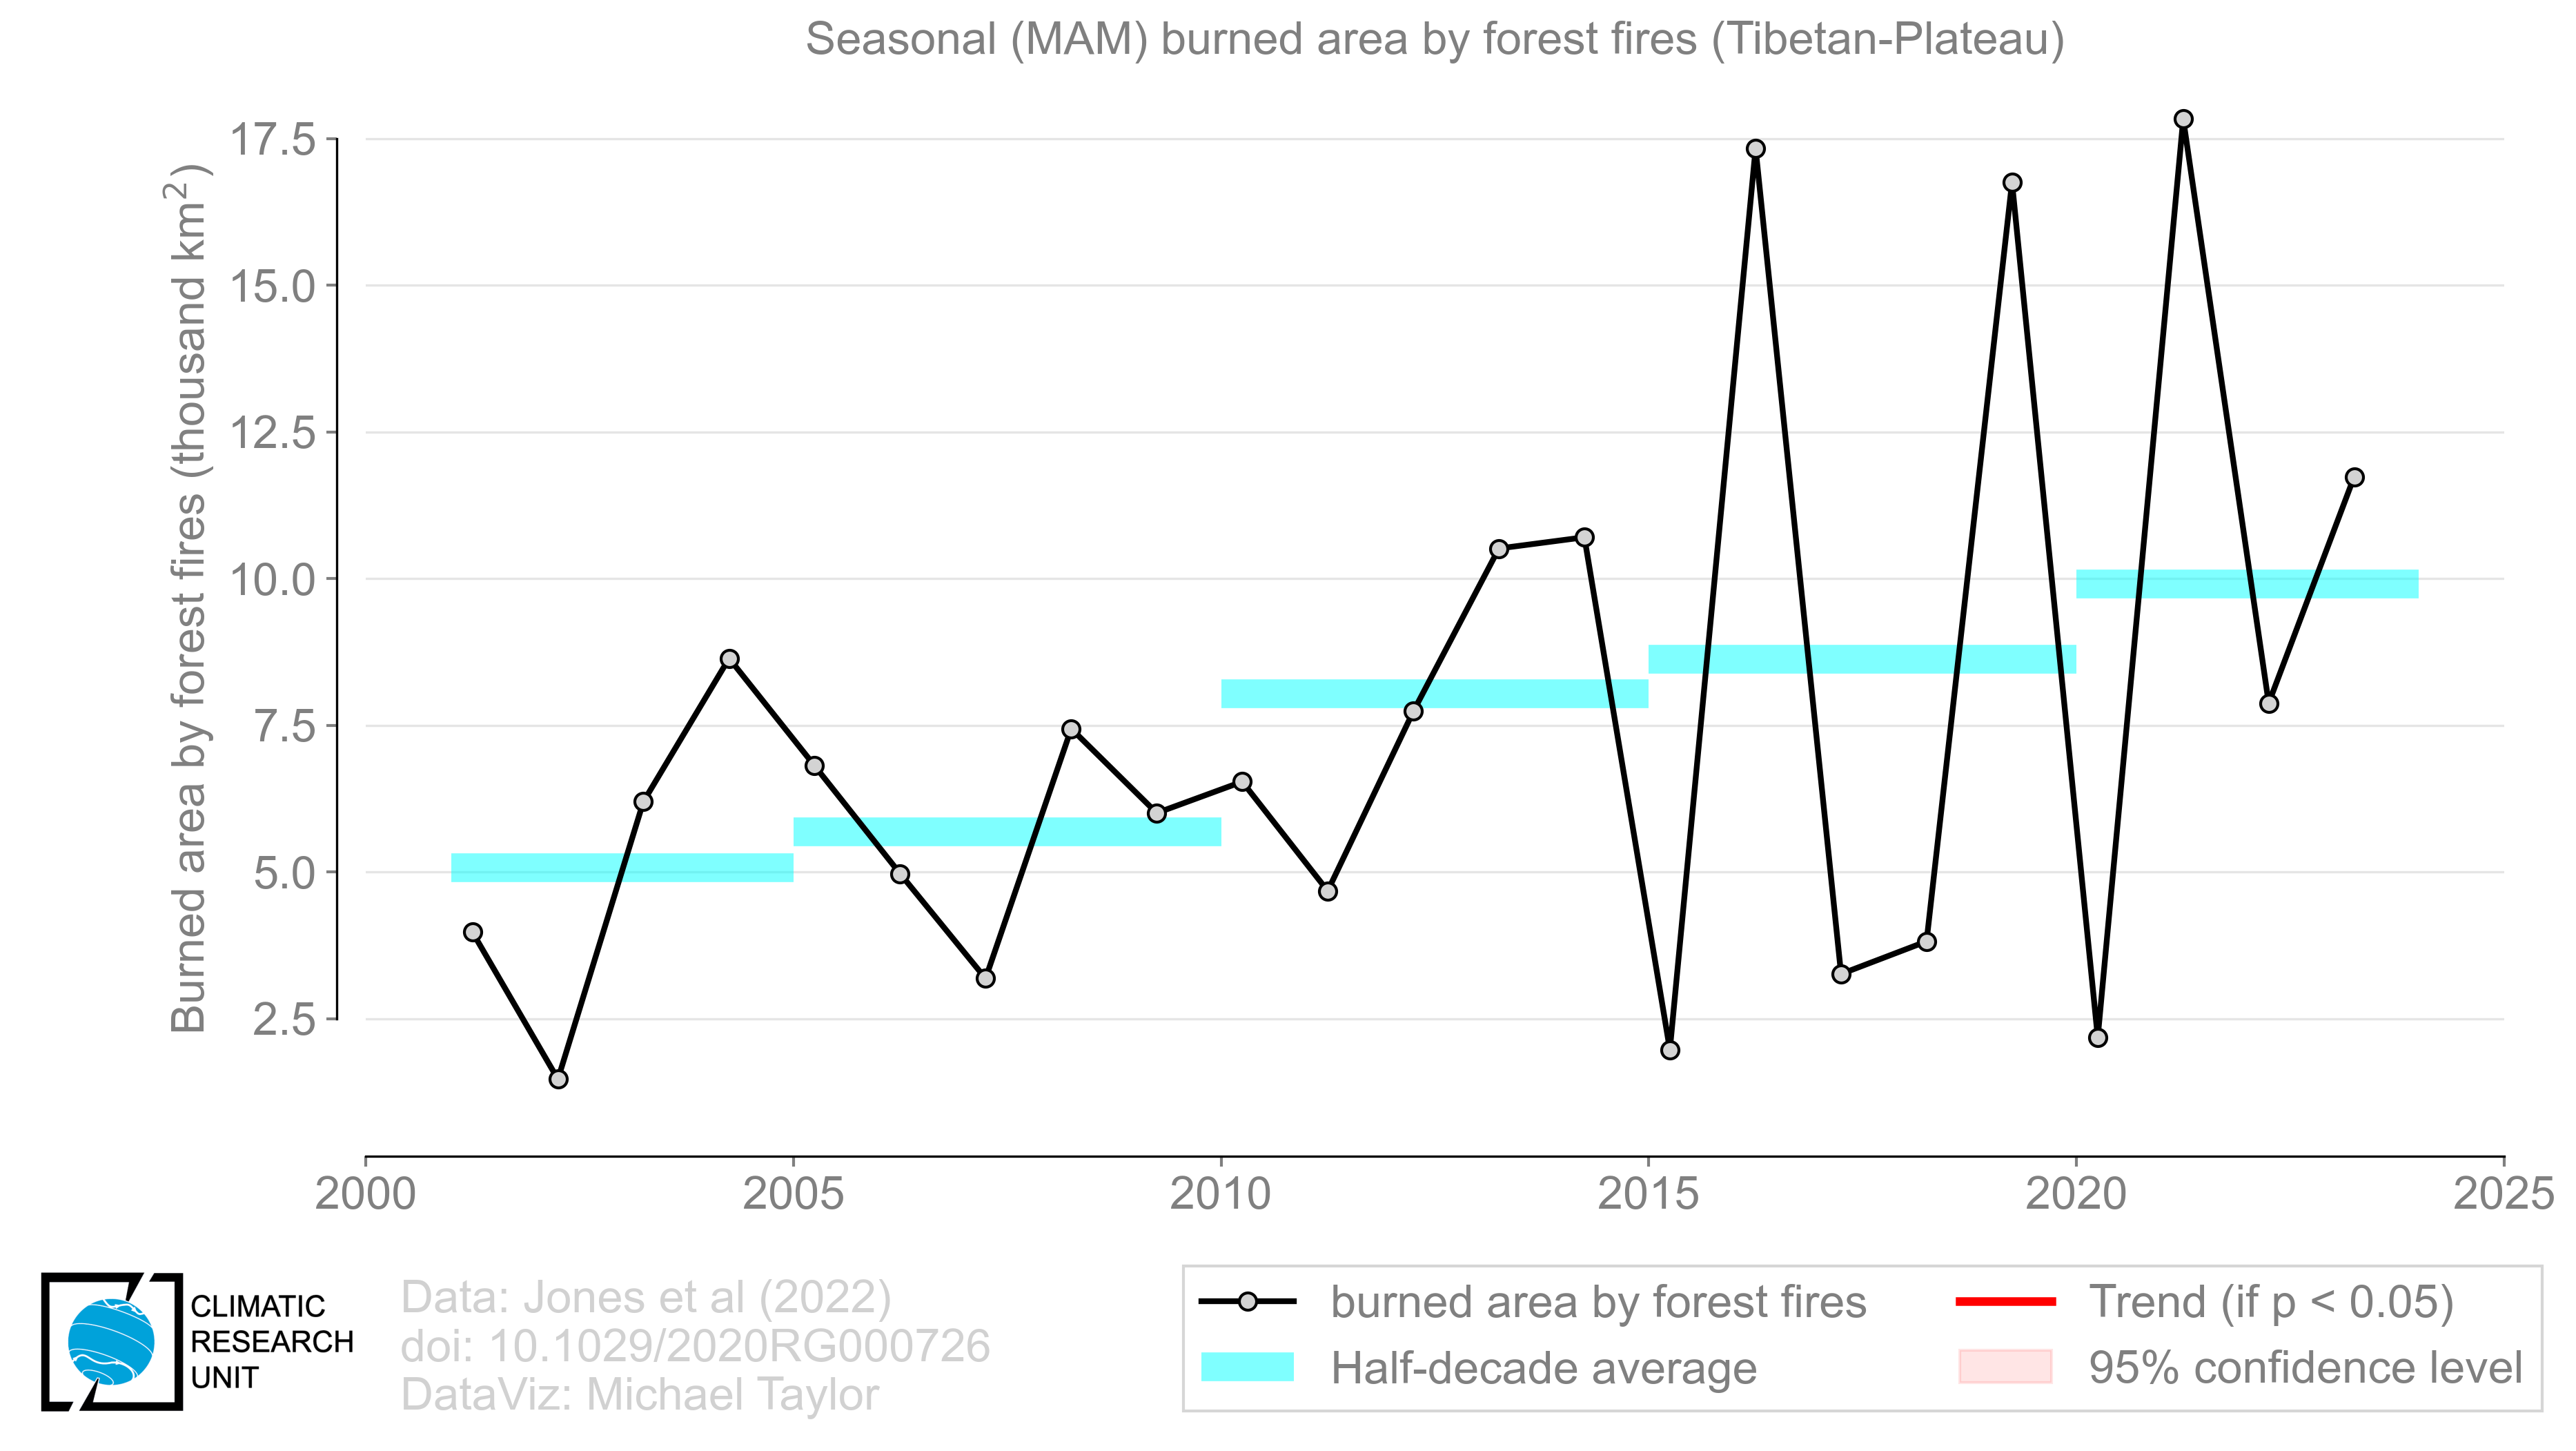 Seasonal (MAM) burned area by forest fires (Tibetan-Plateau)
Burned area by forest fires (thousand km²)
17.5
15.0
12.5
10.0
7.5
5.0
2.5
2000
2005
2010
2015
2020
2025
CLIMATIC
RESEARCH
UNIT
Data: Jones et al (2022)
doi: 10.1029/2020RG000726
DataViz: Michael Taylor
burned area by forest fires
Half-decade average
Trend (if p < 0.05)
95% confidence level